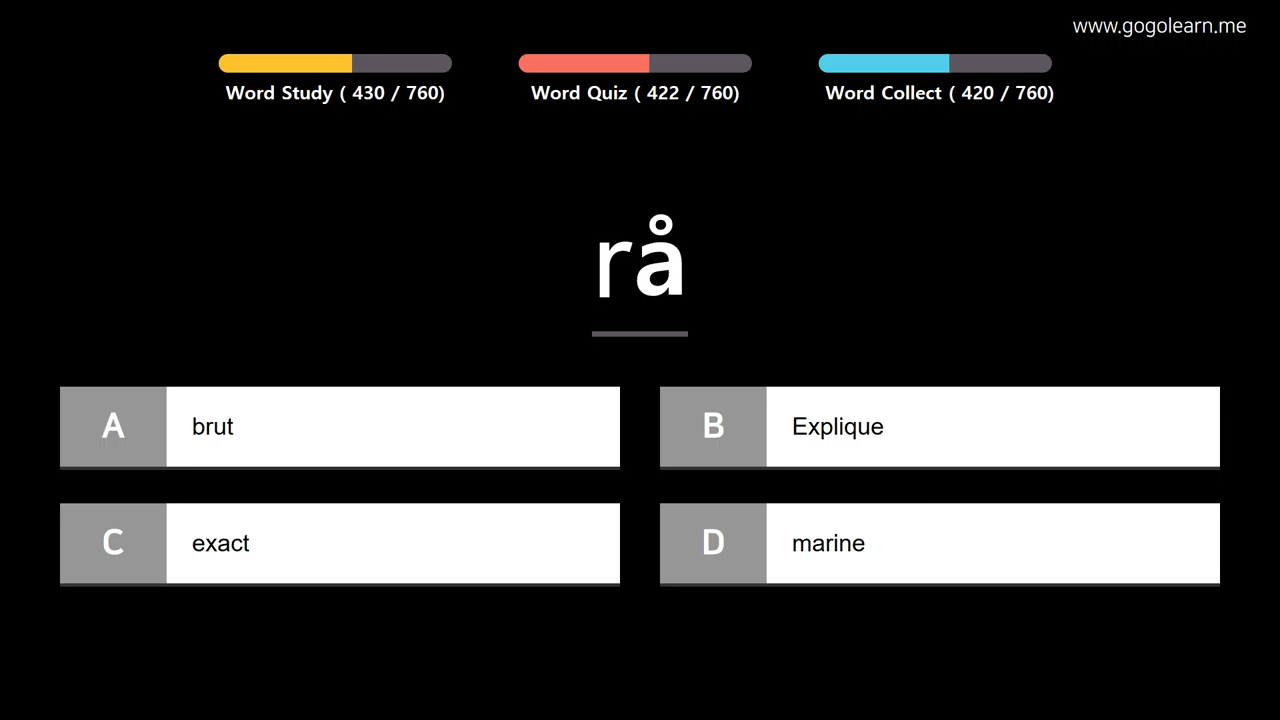 www.gogolearn.me
Word Study ( 430 / 760)
Word Quiz ( 422 / 760)
Word Collect ( 420 / 760)
rå
A brut
B Explique
C exact
D marine